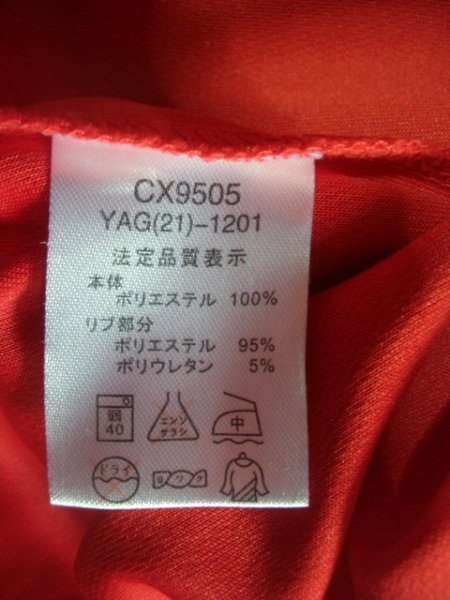 CX9505
YAG(21)-1201
法定品質表示
本体
ポリエステル 100%
リブ部分
ポリエステル 95%
ポリウレタン 5%
弱
40
エンソ
サラシ
中
ドライ
ヨワク